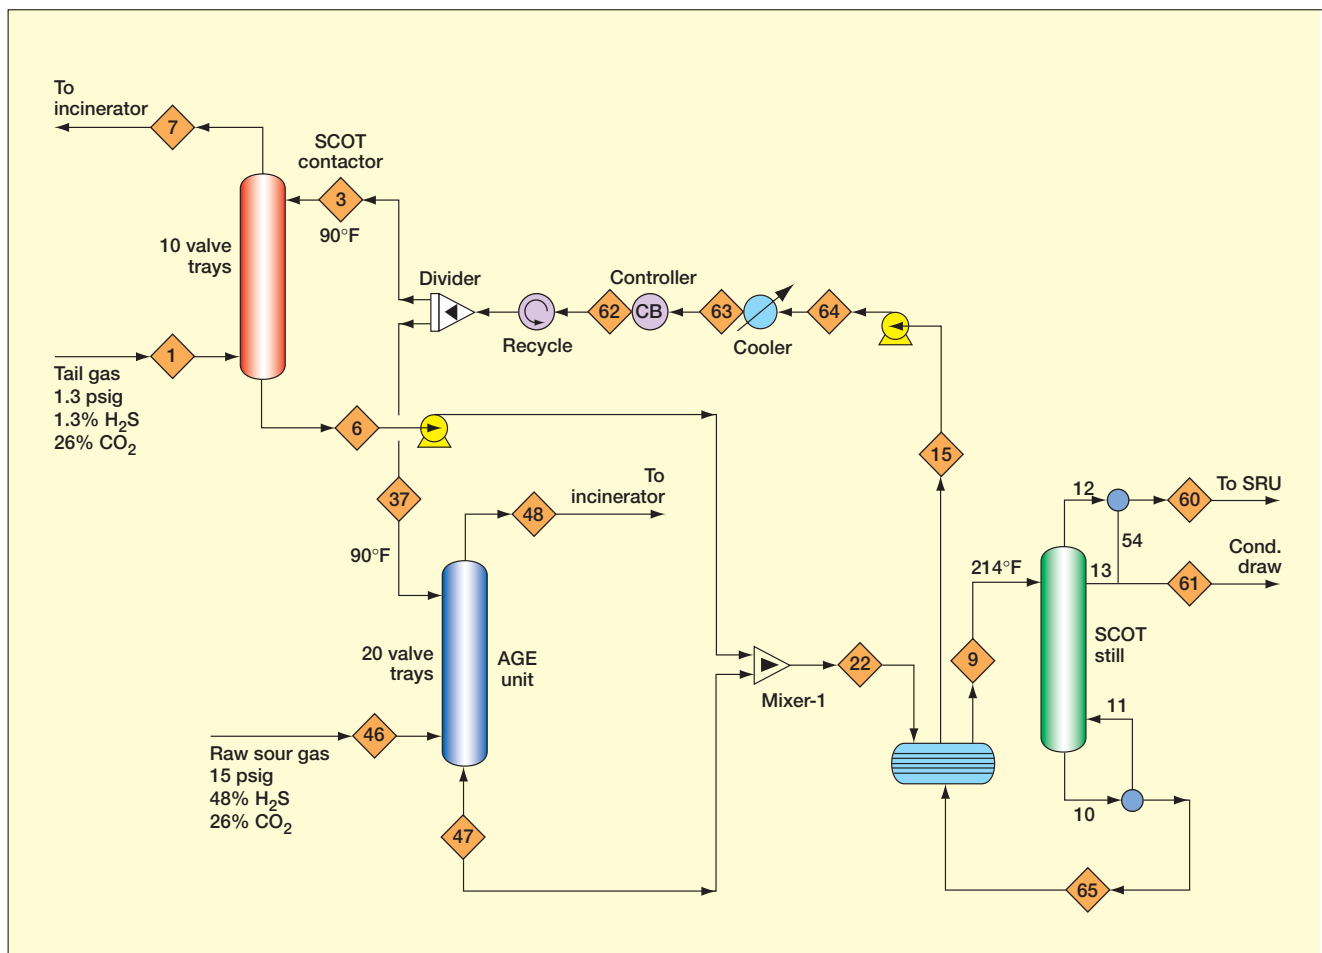 To
incinerator
7
SCOT
contactor
3
90°F
10 valve
trays
Divider
Controller
62
CB
63
64
Recycle
Cooler
1
Tail gas
1.3 psig
1.3% H₂S
26% CO₂
6
15
37
To
incinerator
48
90°F
12
60
To SRU
54
Cond.
draw
214°F
13
61
20 valve
trays
AGE
unit
SCOT
still
22
9
Mixer-1
11
46
Raw sour gas
15 psig
48% H₂S
26% CO₂
10
47
65